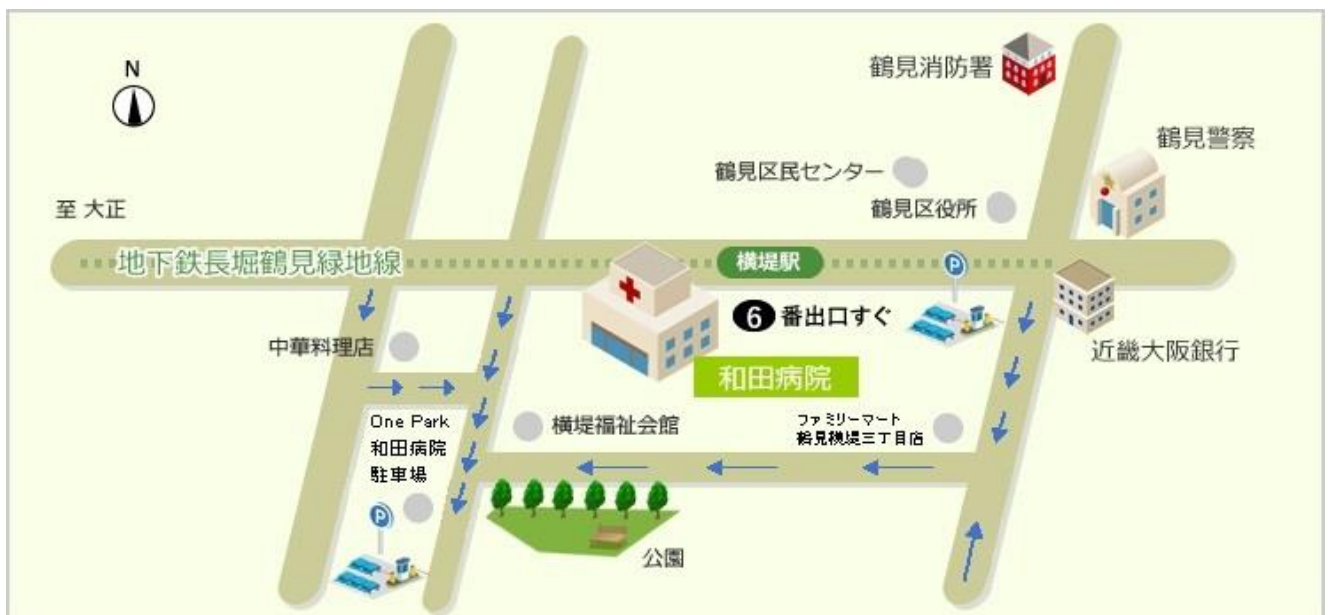 N
鶴見消防署
鶴見警察
鶴見区民センター
鶴見区役所
至 大正
地下鉄長堀鶴見緑地線
横堤駅
P
6 番出口すぐ
近畿大阪銀行
中華料理店
和田病院
One Park
和田病院
駐車場
横堤福祉会館
ファミリーマート
鶴見横堤三丁目店
P
公園